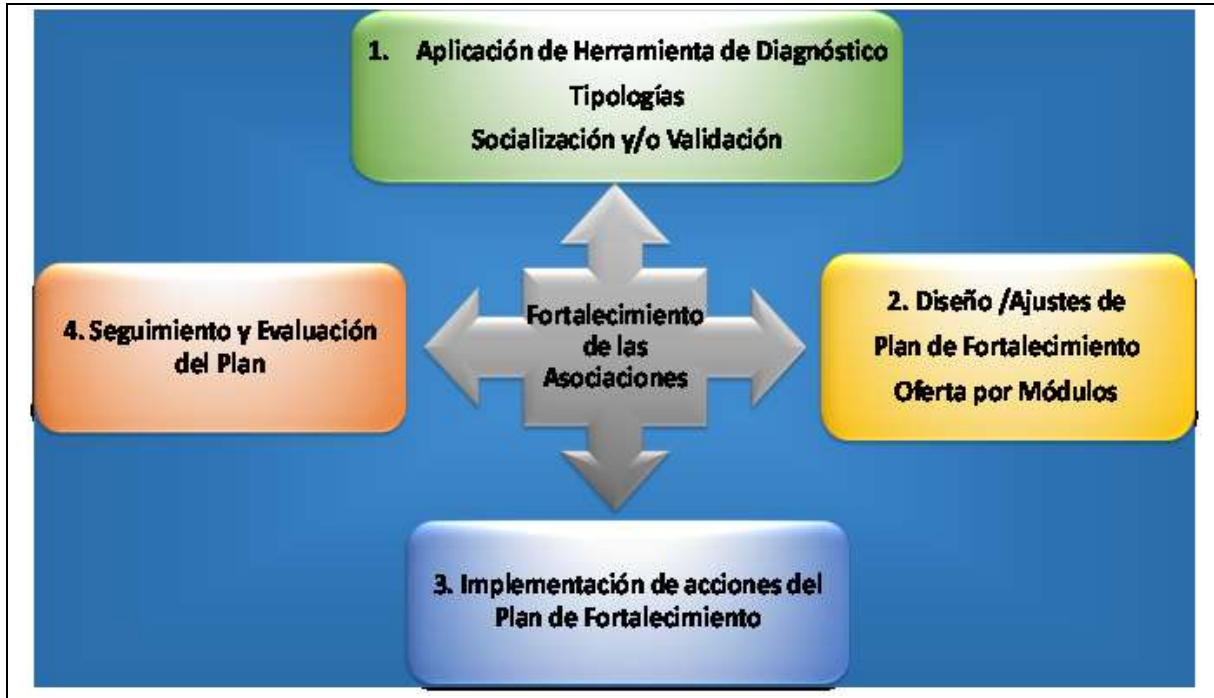 1. Aplicación de Herramienta de Diagnóstico
Tipologías
Socialización y/o Validación
Fortalecimiento
de las
Asociaciones
2. Diseño /Ajustes de
Plan de Fortalecimiento
Oferta por Módulos
3. Implementación de acciones del
Plan de Fortalecimiento
4. Seguimiento y Evaluación
del Plan